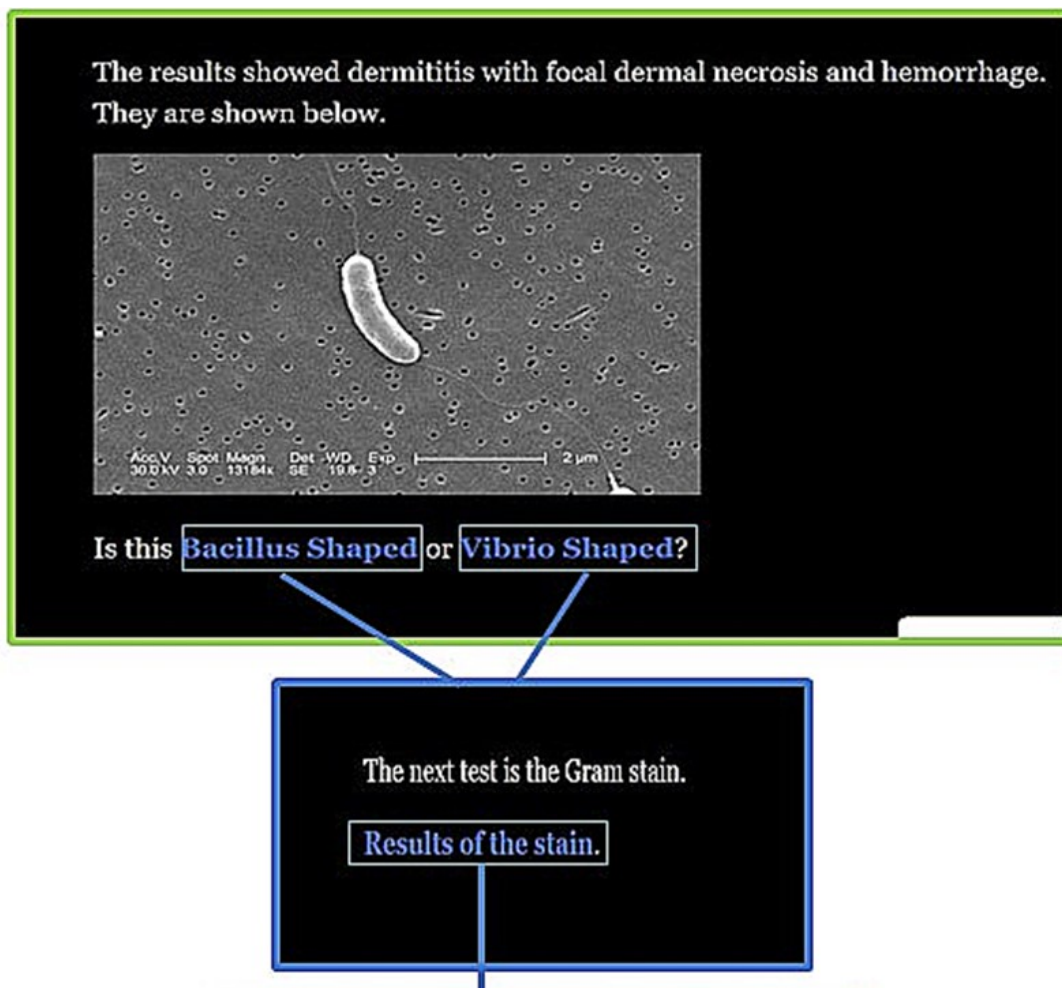 The results showed dermititis with focal dermal necrosis and hemorrhage.
They are shown below.
Acc.V Spot Magn Det WD Exp
30.0 kV 3.0 13184x SE 19.8 3 2 μm
Is this Bacillus Shaped or Vibrio Shaped?
The next test is the Gram stain.
Results of the stain.